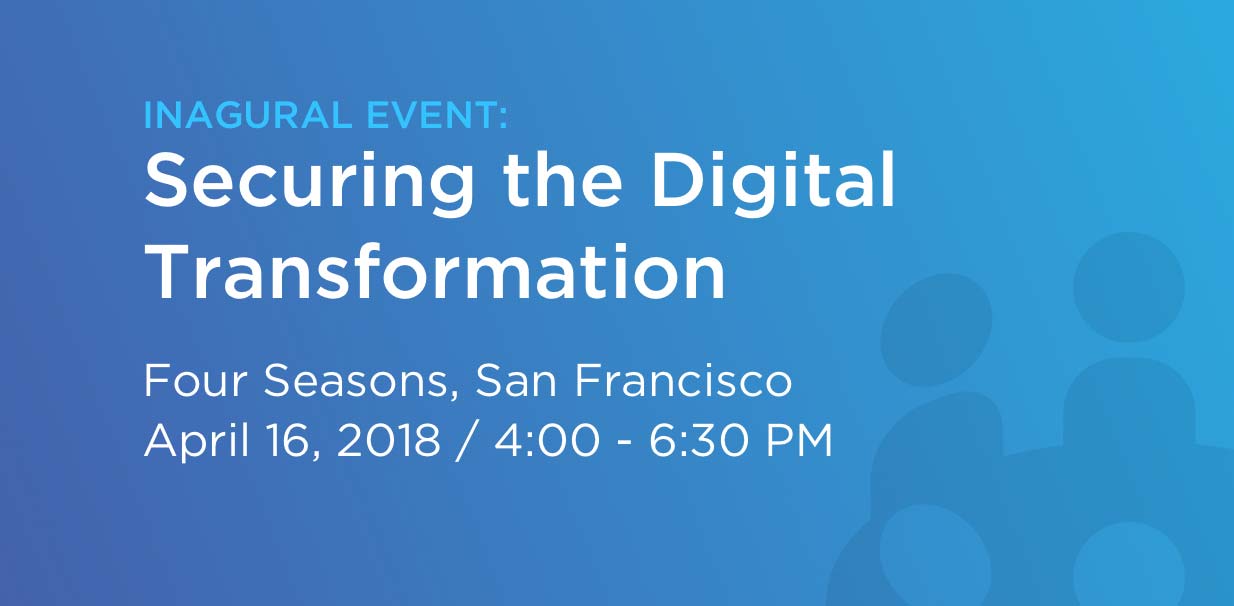 INAGURAL EVENT:
Securing the Digital
Transformation
Four Seasons, San Francisco
April 16, 2018 / 4:00 - 6:30 PM